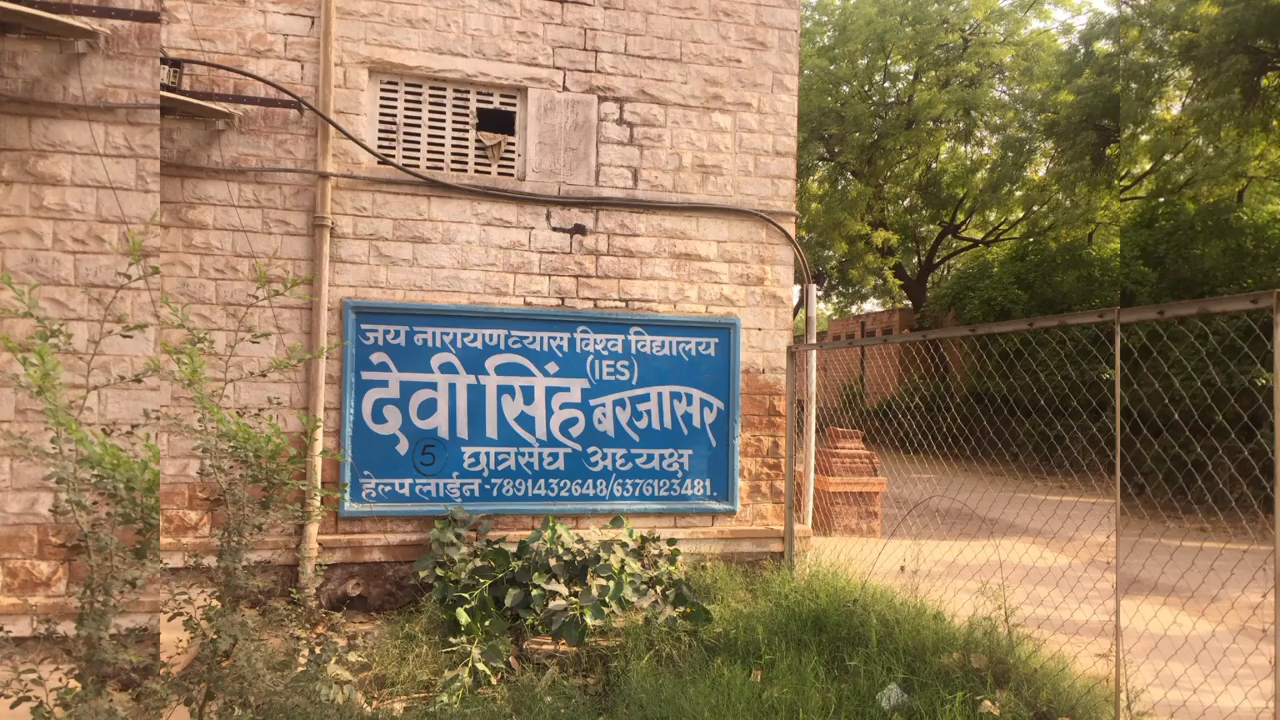 जय नारायण व्यास विश्व विद्यालय
(IES)
देवी सिंह बरजासर
5 छात्रसंघ अध्यक्ष
हेल्प लाईन -7891432648/6376123481.